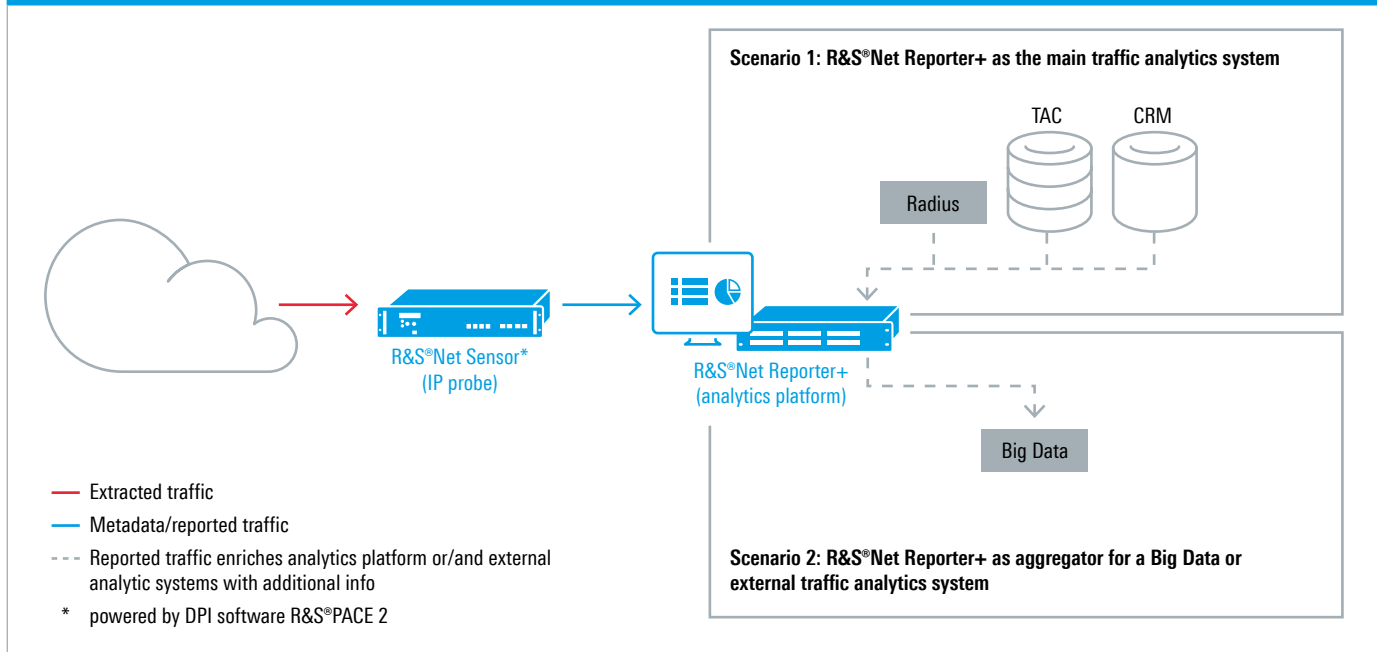 Scenario 1: R&S®Net Reporter+ as the main traffic analytics system
TAC
CRM
Radius
R&S®Net Sensor*
(IP probe)
R&S®Net Reporter+
(analytics platform)
Big Data
Extracted traffic
Metadata/reported traffic
Reported traffic enriches analytics platform or/and external
analytic systems with additional info
* powered by DPI software R&S®PACE 2
Scenario 2: R&S®Net Reporter+ as aggregator for a Big Data or
external traffic analytics system